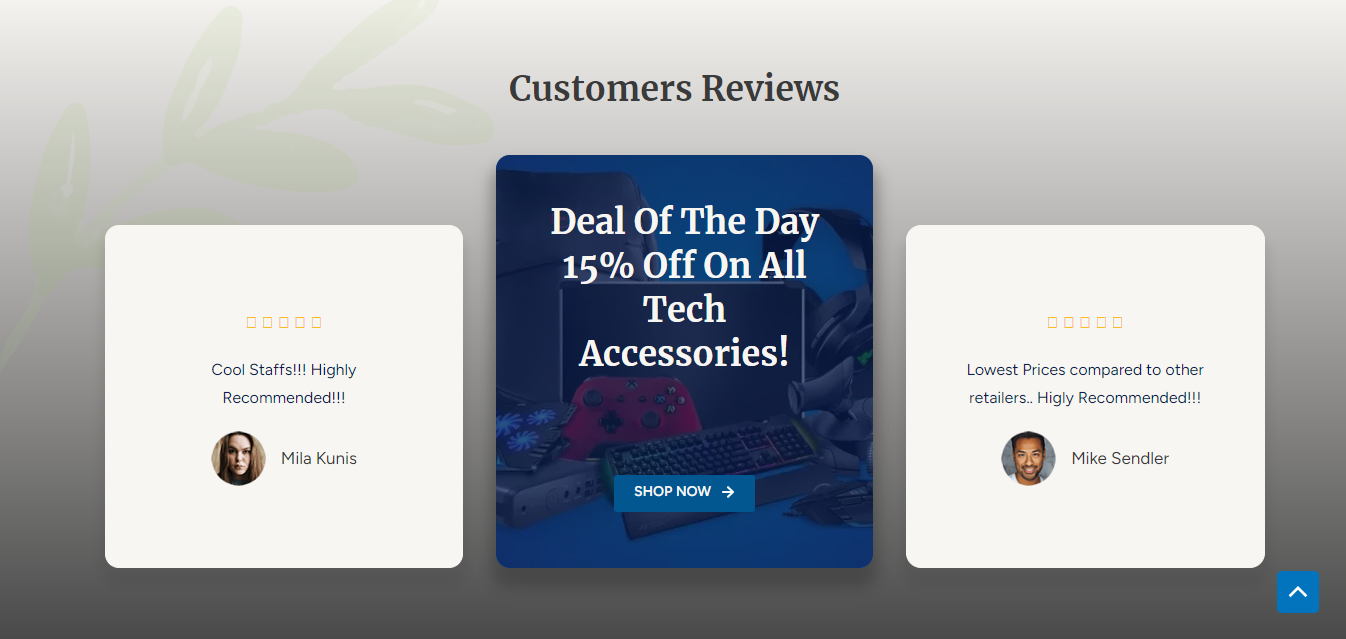 Customers Reviews
Cool Staffs!!! Highly
Recommended!!!
Mila Kunis
Deal Of The Day
15% Off On All
Tech
Accessories!
SHOP NOW
Lowest Prices compared to other
retailers.. Higly Recommended!!!
Mike Sendler